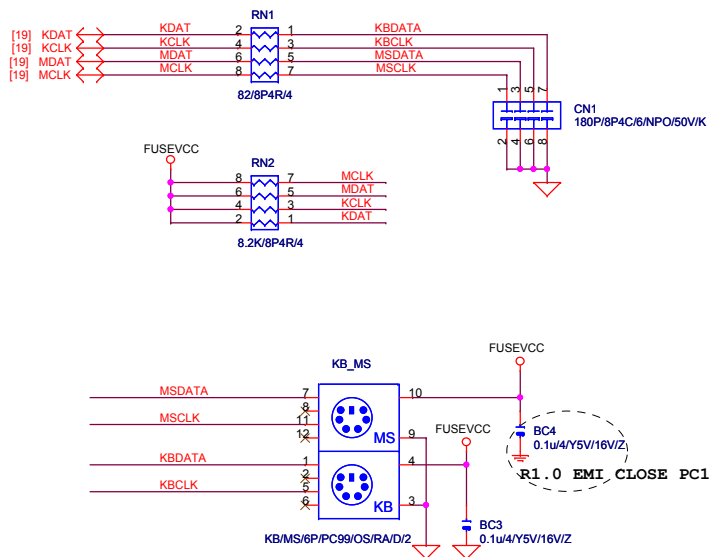 RN1
[19] KDAT KDAT 2 1 KBDATA
[19] KCLK KCLK 4 3 KBCLK
[19] MDAT MDAT 6 5 MSDATA
[19] MCLK MCLK 8 7 MSCLK
82/8P4R/4
1 3 5 7
CN1
180P/8P4C/6/NPO/50V/K
2 4 6 8
FUSEVCC
RN2
8 7 MCLK
6 5 MDAT
4 3 KCLK
2 1 KDAT
8.2K/8P4R/4
FUSEVCC
KB_MS
MSDATA 7 10
8
MSCLK 11
12 MS 9
FUSEVCC
BC4
0.1u/4/Y5V/16V/Z
R1.0 EMI CLOSE PC1
KBDATA 1 4
2
KBCLK 5
6 KB 3
BC3
0.1u/4/Y5V/16V/Z
KB/MS/6P/PC99/OS/RA/D/2